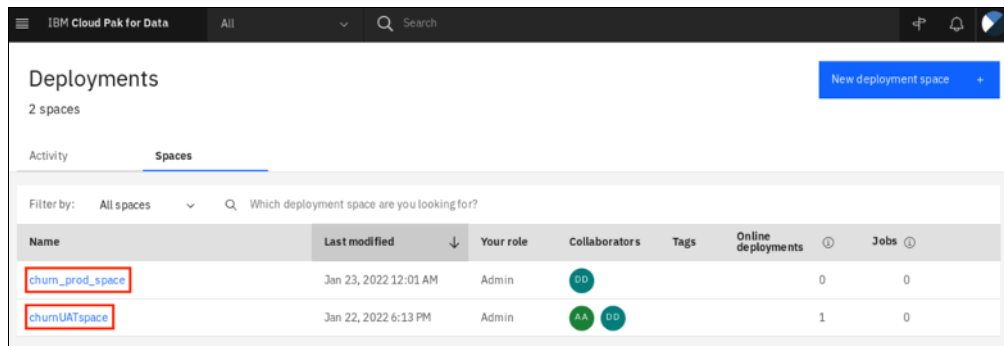 IBM Cloud Pak for Data All Search
Deployments
New deployment space +
2 spaces
Activity Spaces
Filter by: All spaces Which deployment space are you looking for?
Name Last modified Your role Collaborators Tags Online deployments Jobs
churn_prod_space Jan 23, 2022 12:01 AM Admin DD 0 0
churnUATspace Jan 22, 2022 6:13 PM Admin AA DD 1 0